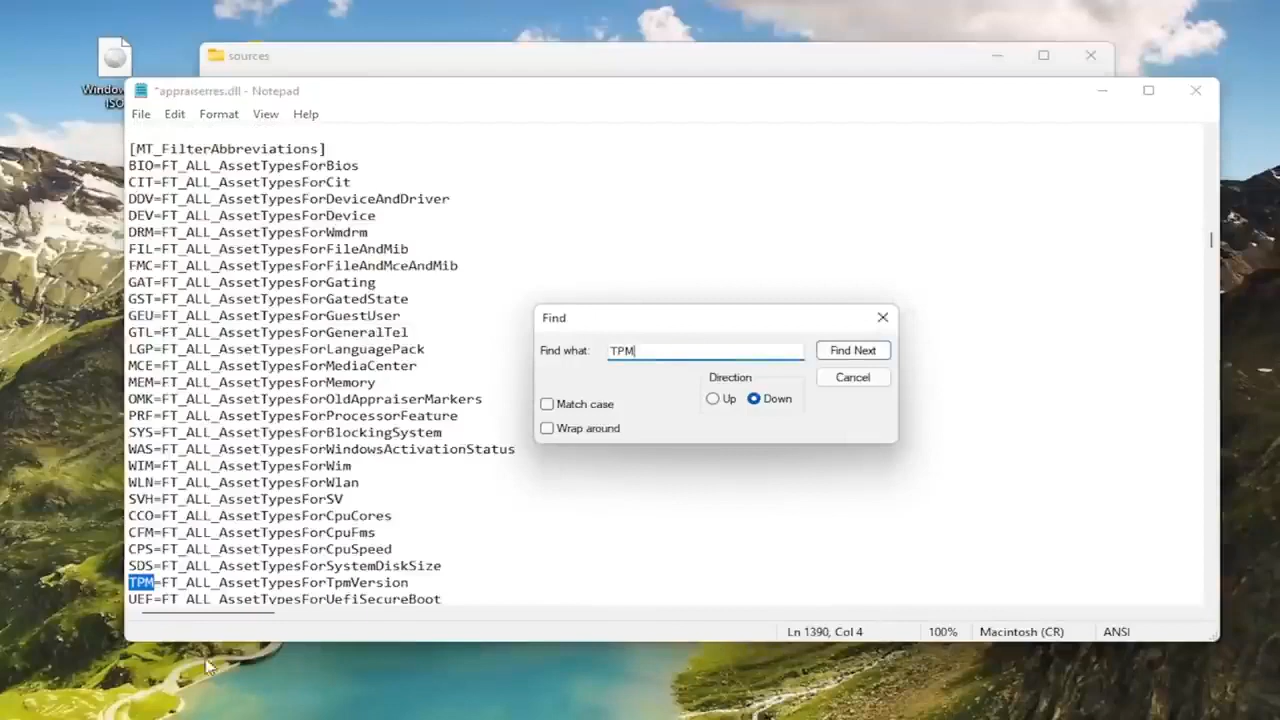 sources
Window
ISO
*appraiserres.dll - Notepad
File Edit Format View Help
[MT_FilterAbbreviations]
BIO=FT_ALL_AssetTypesForBios
CIT=FT_ALL_AssetTypesForCit
DDV=FT_ALL_AssetTypesForDeviceAndDriver
DEV=FT_ALL_AssetTypesForDevice
DRM=FT_ALL_AssetTypesForWmdrm
FIL=FT_ALL_AssetTypesForFileAndMib
FMC=FT_ALL_AssetTypesForFileAndMceAndMib
GAT=FT_ALL_AssetTypesForGating
GST=FT_ALL_AssetTypesForGatedState
GEU=FT_ALL_AssetTypesForGuestUser
GTL=FT_ALL_AssetTypesForGeneralTel
LGP=FT_ALL_AssetTypesForLanguagePack
MCE=FT_ALL_AssetTypesForMediaCenter
MEM=FT_ALL_AssetTypesForMemory
OMK=FT_ALL_AssetTypesForOldAppraiserMarkers
PRF=FT_ALL_AssetTypesForProcessorFeature
SYS=FT_ALL_AssetTypesForBlockingSystem
WAS=FT_ALL_AssetTypesForWindowsActivationStatus
WIM=FT_ALL_AssetTypesForWim
WLN=FT_ALL_AssetTypesForWlan
SVH=FT_ALL_AssetTypesForSV
CCO=FT_ALL_AssetTypesForCpuCores
CFM=FT_ALL_AssetTypesForCpuFms
CPS=FT_ALL_AssetTypesForCpuSpeed
SDS=FT_ALL_AssetTypesForSystemDiskSize
TPM=FT_ALL_AssetTypesForTpmVersion
UEF=FT_ALL_AssetTypesForUefiSecureBoot
Find
Find what: TPM Find Next
Direction Cancel
Up Down
Match case
Wrap around
Ln 1390, Col 4 100% Macintosh (CR) ANSI